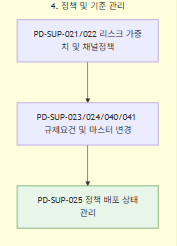 4. 정책 및 기준 관리
PD-SUP-021/022 리스크 가중
치 및 채널정책
PD-SUP-023/024/040/041
규제요건 및 마스터 변경
PD-SUP-025 정책 배포 상태
관리